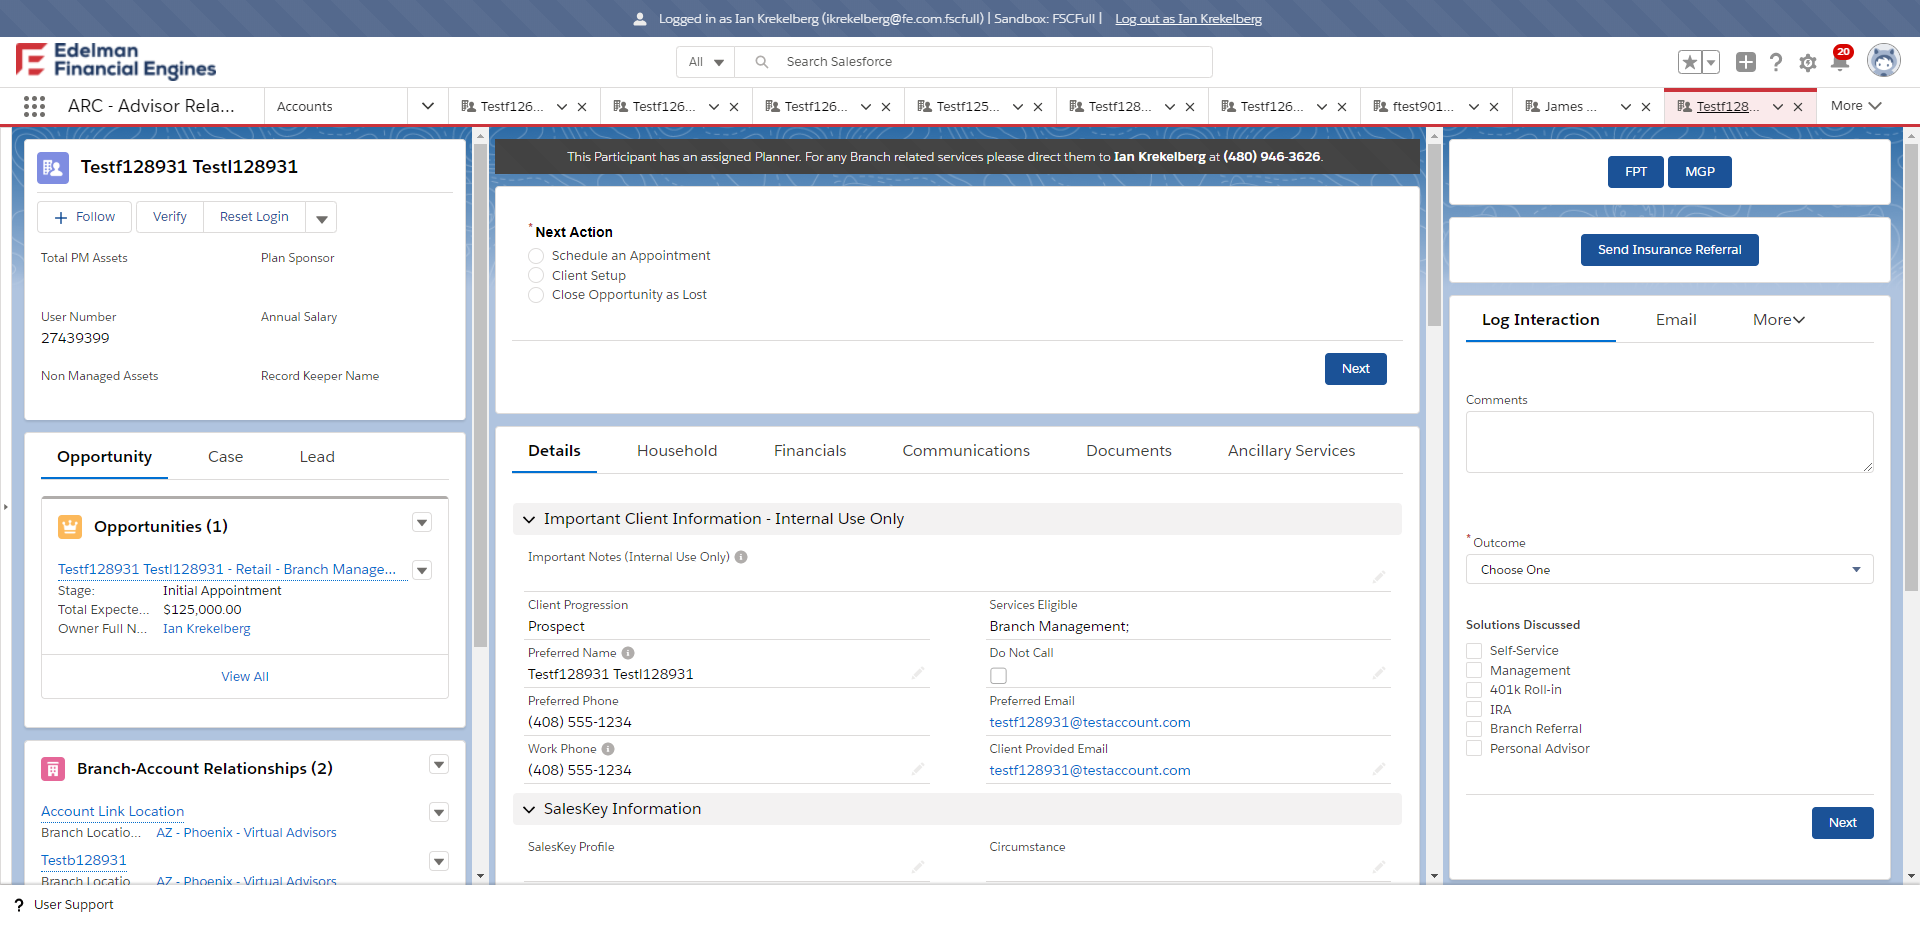 Logged in as Ian Krekelberg (ikrekelberg@fe.com.fscfull) | Sandbox: FSCFull | Log out as Ian Krekelberg
Edelman
Financial Engines
All
Search Salesforce
20
ARC - Advisor Rela...
Accounts
Testf126...
Testf126...
Testf126...
Testf125...
Testf128...
Testf126...
ftest901...
James ...
Testf128...
More
Testf128931 Testl128931
Follow
Verify
Reset Login
Total PM Assets
Plan Sponsor
User Number
27439399
Annual Salary
Non Managed Assets
Record Keeper Name
Opportunity
Case
Lead
Opportunities (1)
Testf128931 Testl128931 - Retail - Branch Manage...
Stage: Initial Appointment
Total Expecte... $125,000.00
Owner Full N... Ian Krekelberg
View All
Branch-Account Relationships (2)
Account Link Location
Branch Locatio... AZ - Phoenix - Virtual Advisors
Testb128931
Branch Locatio AZ - Phoenix - Virtual Advisors
This Participant has an assigned Planner. For any Branch related services please direct them to Ian Krekelberg at (480) 946-3626.
* Next Action
Schedule an Appointment
Client Setup
Close Opportunity as Lost
Next
Details
Household
Financials
Communications
Documents
Ancillary Services
Important Client Information - Internal Use Only
Important Notes (Internal Use Only)
Client Progression
Prospect
Services Eligible
Branch Management;
Preferred Name
Testf128931 Testl128931
Do Not Call
Preferred Phone
(408) 555-1234
Preferred Email
testf128931@testaccount.com
Work Phone
(408) 555-1234
Client Provided Email
testf128931@testaccount.com
SalesKey Information
SalesKey Profile
Circumstance
FPT
MGP
Send Insurance Referral
Log Interaction
Email
More
Comments
* Outcome
Choose One
Solutions Discussed
Self-Service
Management
401k Roll-in
IRA
Branch Referral
Personal Advisor
Next
? User Support